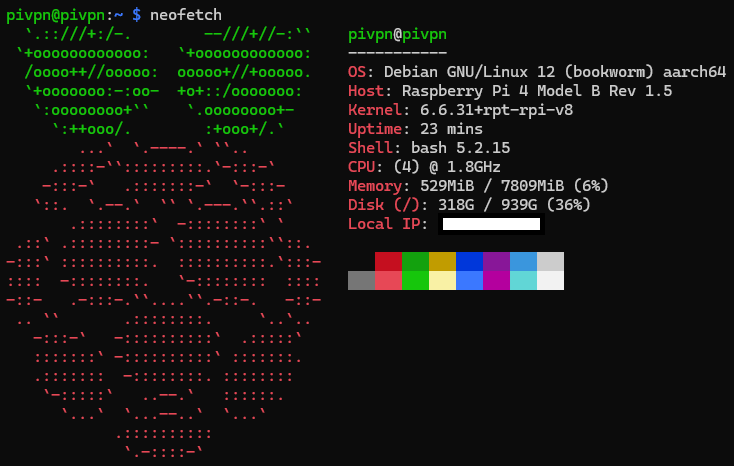 pivpn@pivpn:~ $ neofetch
pivpn@pivpn
-----------
OS: Debian GNU/Linux 12 (bookworm) aarch64
Host: Raspberry Pi 4 Model B Rev 1.5
Kernel: 6.6.31+rpt-rpi-v8
Uptime: 23 mins
Shell: bash 5.2.15
CPU: (4) @ 1.8GHz
Memory: 529MiB / 7809MiB (6%)
Disk (/): 318G / 939G (36%)
Local IP: